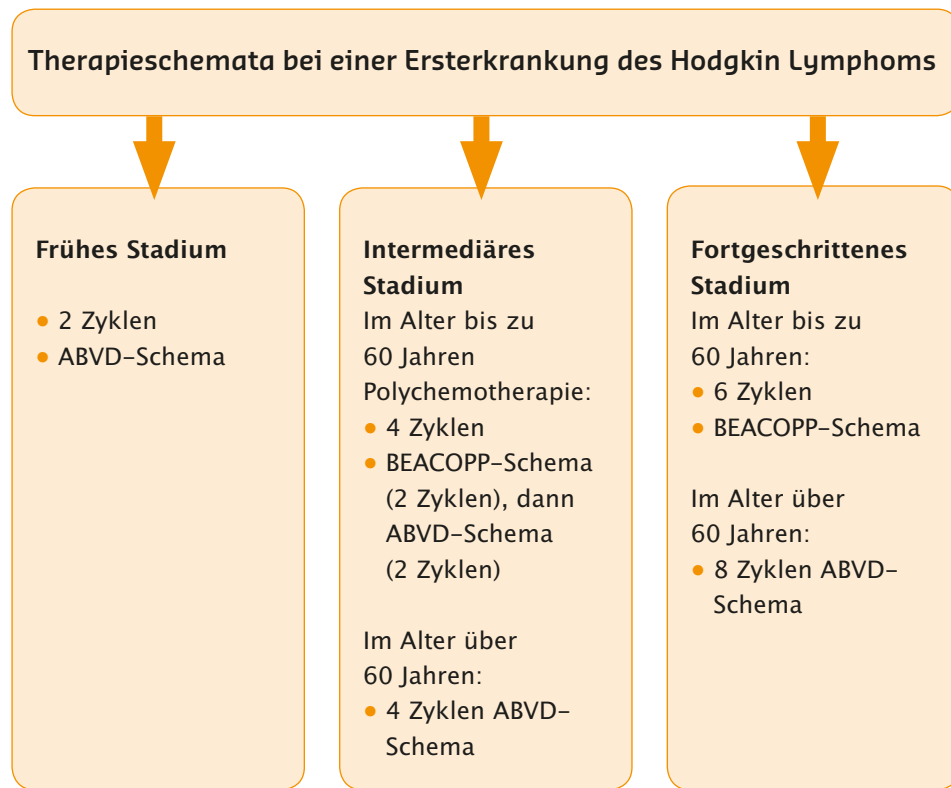 Therapieschemata bei einer Ersterkrankung des Hodgkin Lymphoms
Frühes Stadium
• 2 Zyklen
• ABVD-Schema
Intermediäres
Stadium
Im Alter bis zu
60 Jahren
Polychemotherapie:
• 4 Zyklen
• BEACOPP-Schema
(2 Zyklen), dann
ABVD-Schema
(2 Zyklen)
Im Alter über
60 Jahren:
• 4 Zyklen ABVD-
Schema
Fortgeschrittenes
Stadium
Im Alter bis zu
60 Jahren:
• 6 Zyklen
• BEACOPP-Schema
Im Alter über
60 Jahren:
• 8 Zyklen ABVD-
Schema